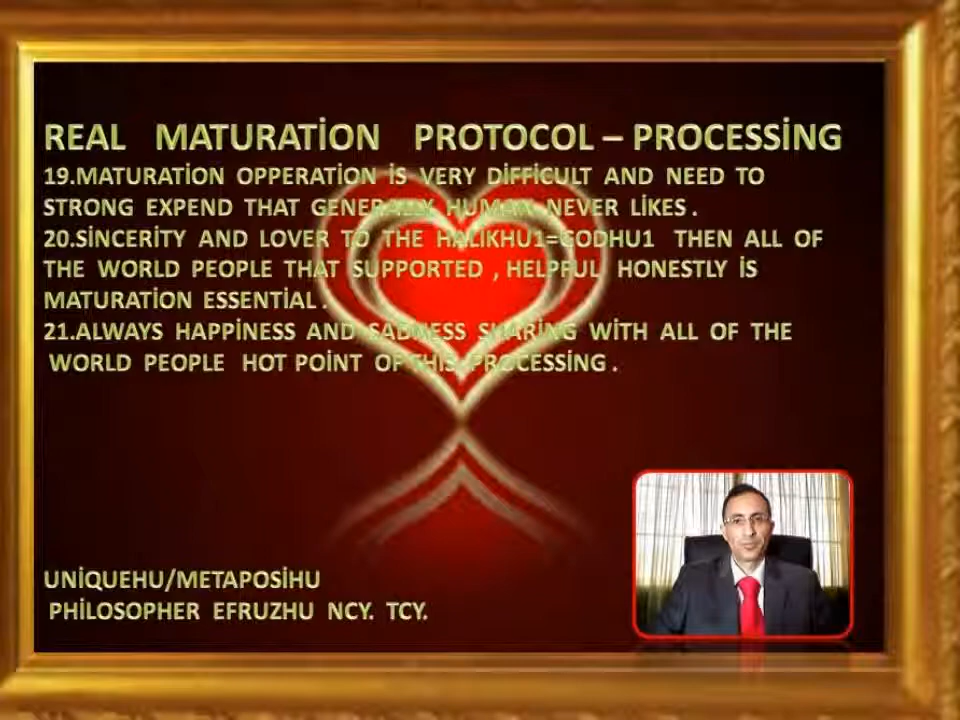 REAL MATURATİON PROTOCOL – PROCESSİNG
19.MATURATİON OPPERATİON İS VERY DİFFİCULT AND NEED TO
STRONG EXPEND THAT GENERALLY HUMAN NEVER LİKES .
20.SİNCERİTY AND LOVER TO THE HALİKHU1=GODHU1 THEN ALL OF
THE WORLD PEOPLE THAT SUPPORTED , HELPFUL HONESTLY İS
MATURATİON ESSENTİAL .
21.ALWAYS HAPPİNESS AND SADNESS SHARİNG WİTH ALL OF THE
WORLD PEOPLE HOT POİNT OF THIS PROCESSİNG .
UNİQUEHU/METAPOSİHU
PHİLOSOPHER EFRUZHU NCY. TCY.